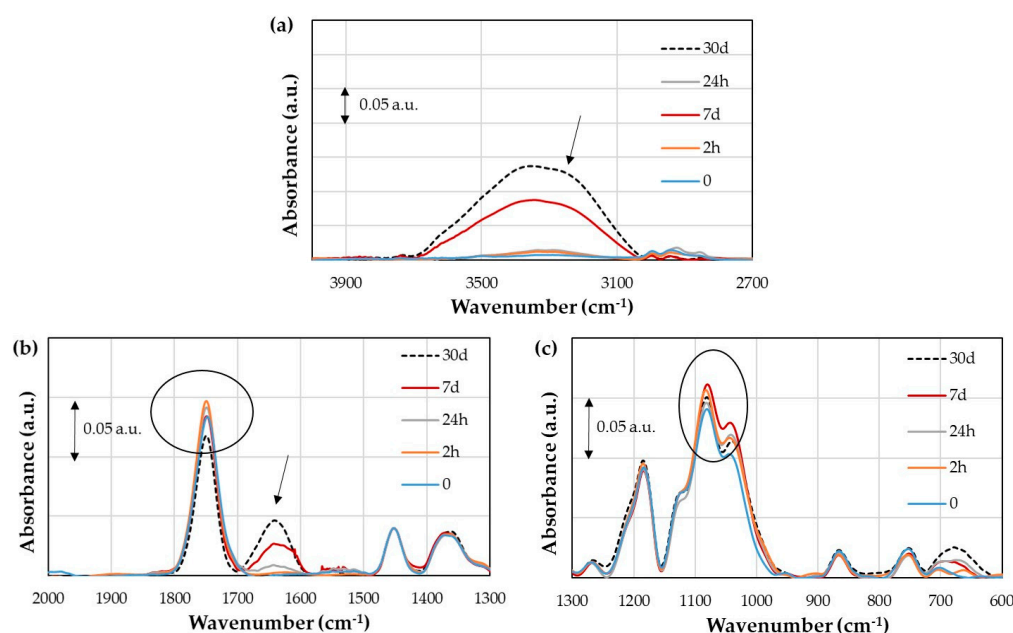 (a)
Absorbance (a.u.)
0.05 a.u.
30d
24h
7d
2h
0
3900 3500 3100 2700
Wavenumber (cm-1)
(b)
Absorbance (a.u.)
0.05 a.u.
30d
7d
24h
2h
0
2000 1900 1800 1700 1600 1500 1400 1300
Wavenumber (cm-1)
(c)
Absorbance (a.u.)
0.05 a.u.
30d
7d
24h
2h
0
1300 1200 1100 1000 900 800 700 600
Wavenumber (cm-1)